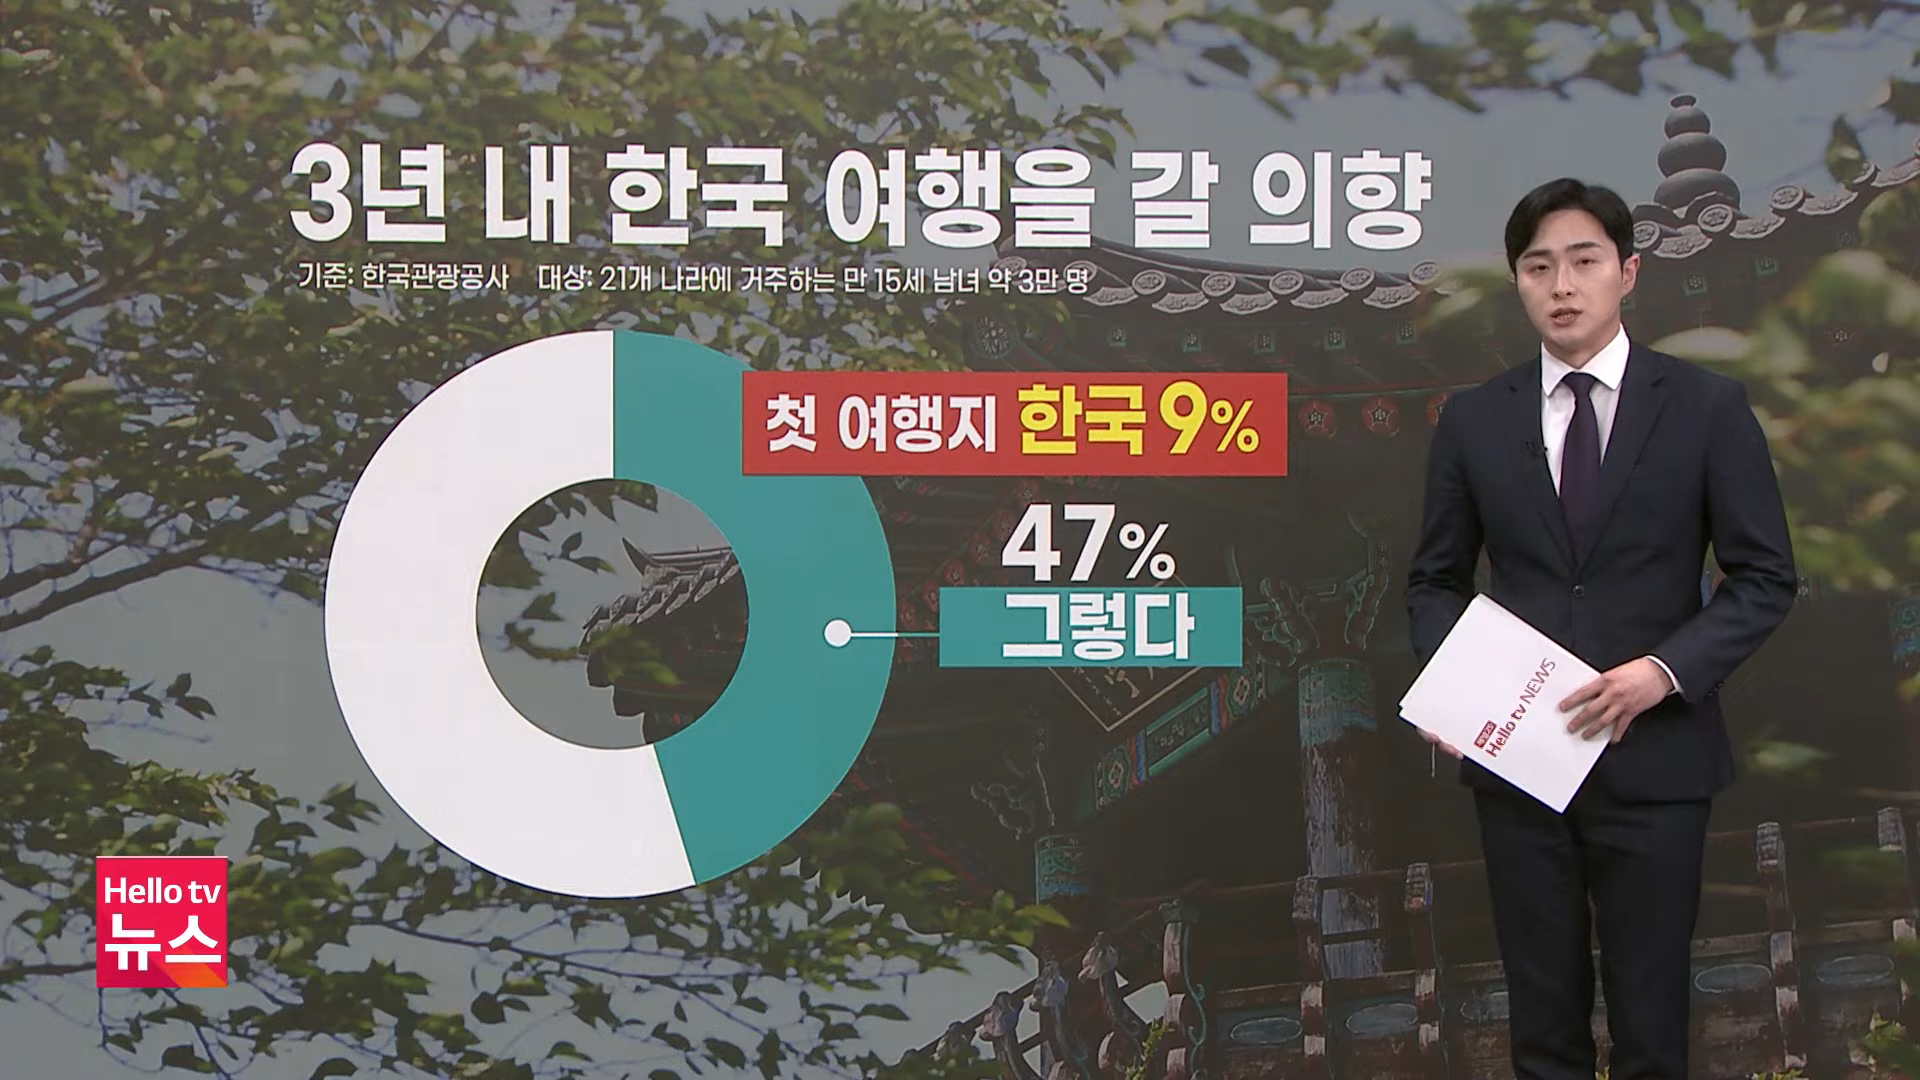 3년 내 한국 여행을 갈 의향
기준: 한국관광공사 대상: 21개 나라에 거주하는 만 15세 남녀 약 3만 명
첫 여행지 한국 9%
47%
그렇다
Hello tv NEWS
Hello tv
뉴스